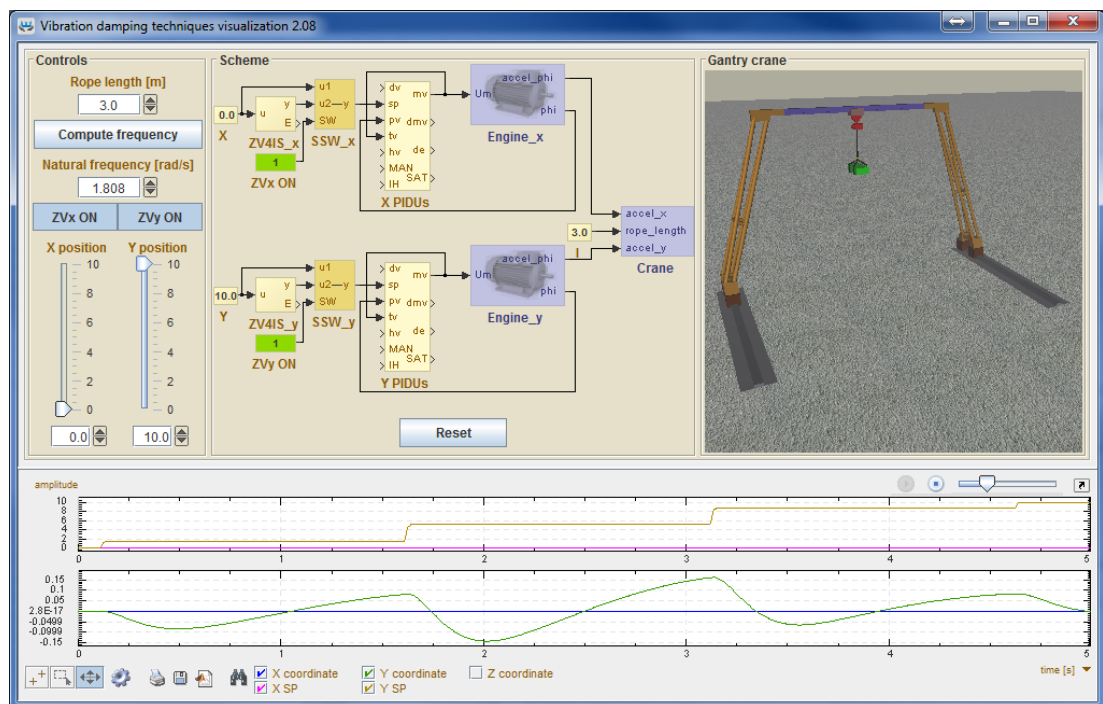 Vibration damping techniques visualization 2.08
Controls
Rope length [m]
3.0
Compute frequency
Natural frequency [rad/s]
1.808
ZVx ON ZVy ON
X position Y position
10 10
8 8
6 6
4 4
2 2
0 0
0.0 10.0
Scheme
0.0
X
u y E
ZV4IS_x
1
ZVx ON
u1
u2 y
SW
SSW_x
dv mv
sp
pv dmv
tv
hv de
MAN
IH SAT
X PIDUs
accel_phi
Um
phi
Engine_x
10.0
Y
u y E
ZV4IS_y
1
ZVy ON
u1
u2 y
SW
SSW_y
dv mv
sp
pv dmv
tv
hv de
MAN
IH SAT
Y PIDUs
accel_phi
Um
phi
Engine_y
3.0
l
accel_x
rope_length
accel_y
Crane
Reset
Gantry crane
amplitude
10
8
6
4
2
0
0 1 2 3 4 5
0.15
0.1
0.05
2.8E-17
-0.0499
-0.0999
-0.15
0 1 2 3 4 5
X coordinate Y coordinate Z coordinate
X SP Y SP
time [s]